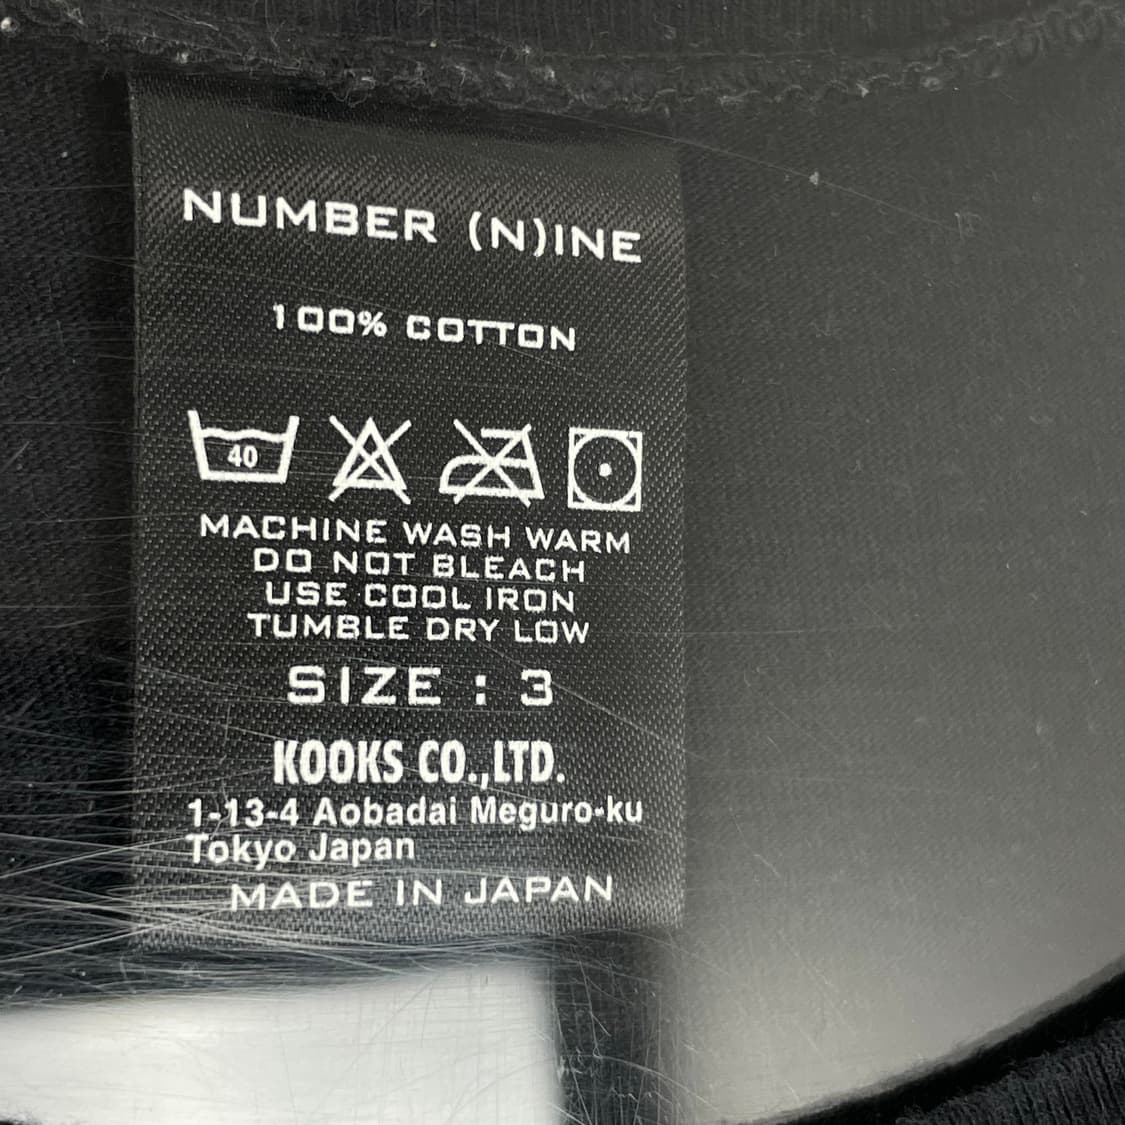 NUMBER (N)INE
100% COTTON
40
MACHINE WASH WARM
DO NOT BLEACH
USE COOL IRON
TUMBLE DRY LOW
SIZE : 3
KOOKS CO.,LTD.
1-13-4 Aobadai Meguro-ku
Tokyo Japan
MADE IN JAPAN